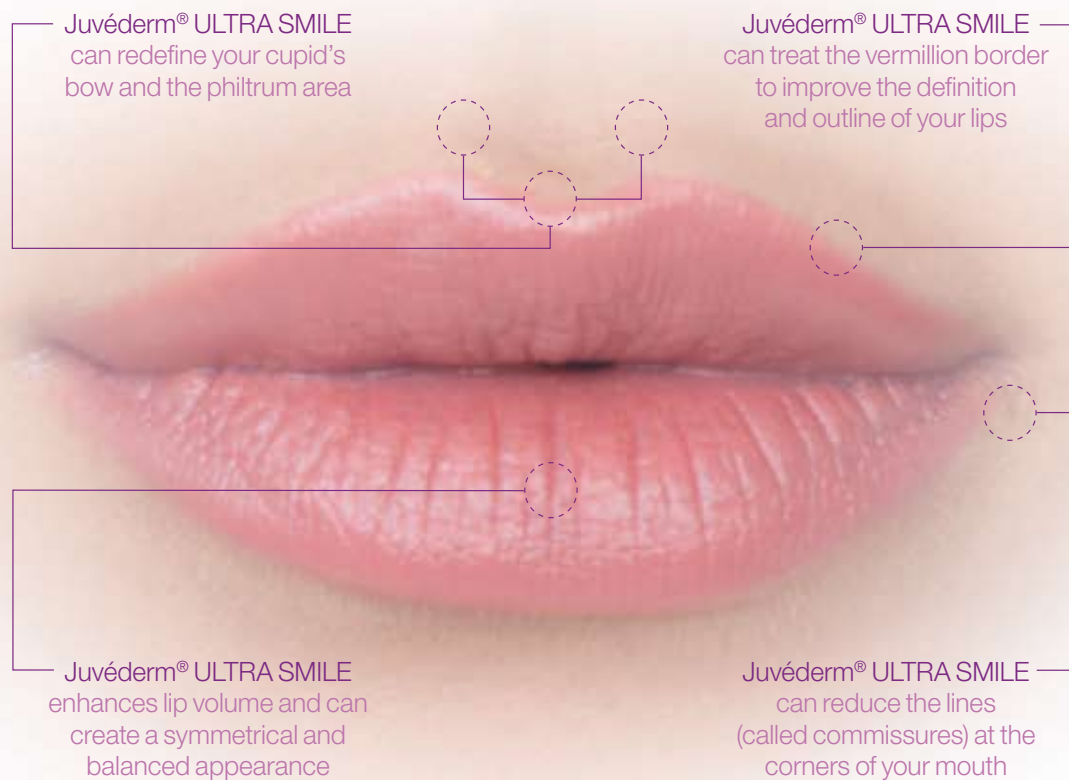 Juvéderm® ULTRA SMILE
can redefine your cupid's
bow and the philtrum area
Juvéderm® ULTRA SMILE
can treat the vermillion border
to improve the definition
and outline of your lips
Juvéderm® ULTRA SMILE
enhances lip volume and can
create a symmetrical and
balanced appearance
Juvéderm® ULTRA SMILE
can reduce the lines
(called commissures) at the
corners of your mouth